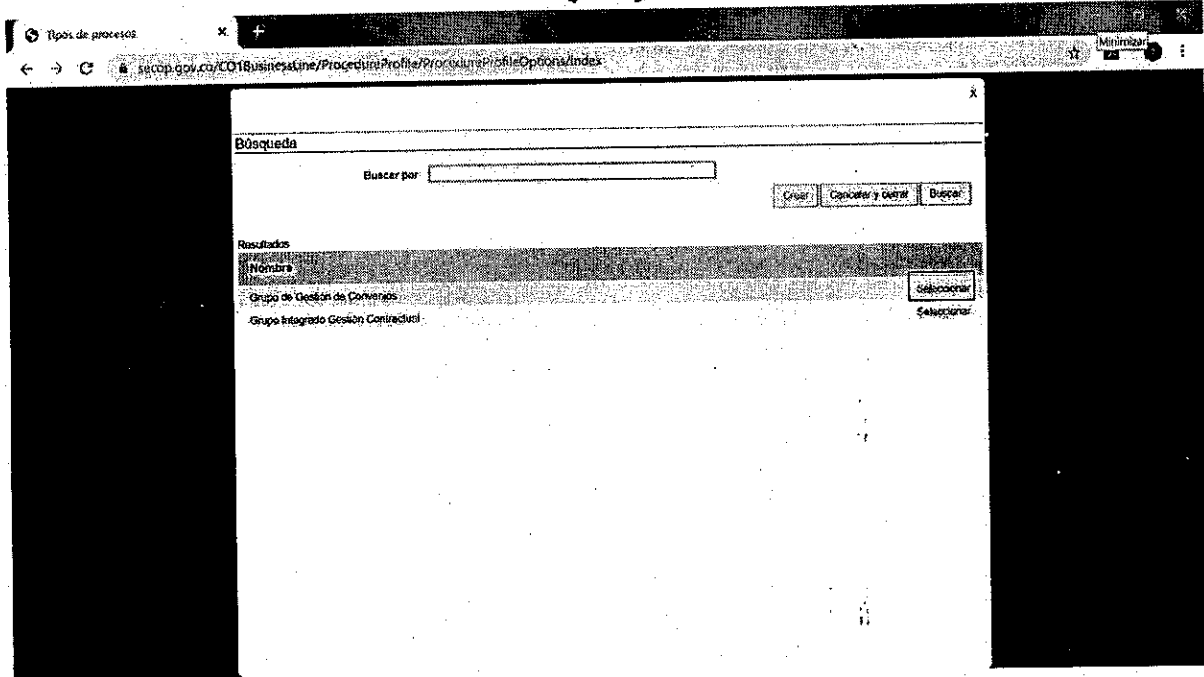 Tipos de procesos
Minimizar
secop.gov.co/CO1BusinessLine/ProcedureProfile/ProcedureProfileOptions/Index
x
Búsqueda
Buscar por
Crear Cancelar y cerrar Buscar
Resultados
Nombre
Grupo de Gestión de Convenios Seleccionar
Grupo Integrado Gestión Contractual Seleccionar